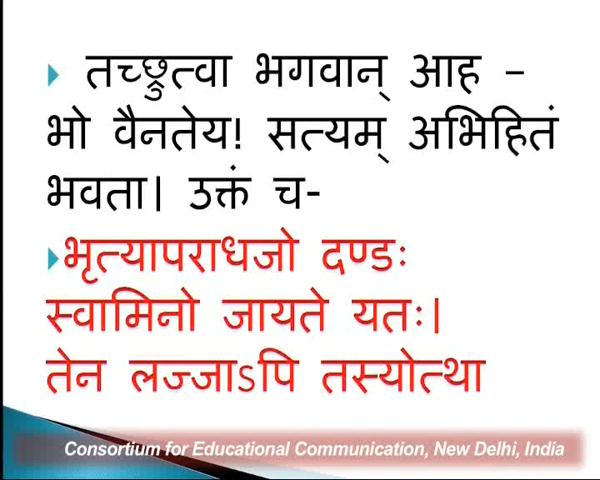 तच्छ्रुत्वा भगवान् आह –
भो वैनतेय! सत्यम् अभिहितं
भवता। उक्तं च-
भृत्यापराधजो दण्डः
स्वामिनो जायते यतः।
तेन लज्जाऽपि तस्योत्था
Consortium for Educational Communication, New Delhi, India